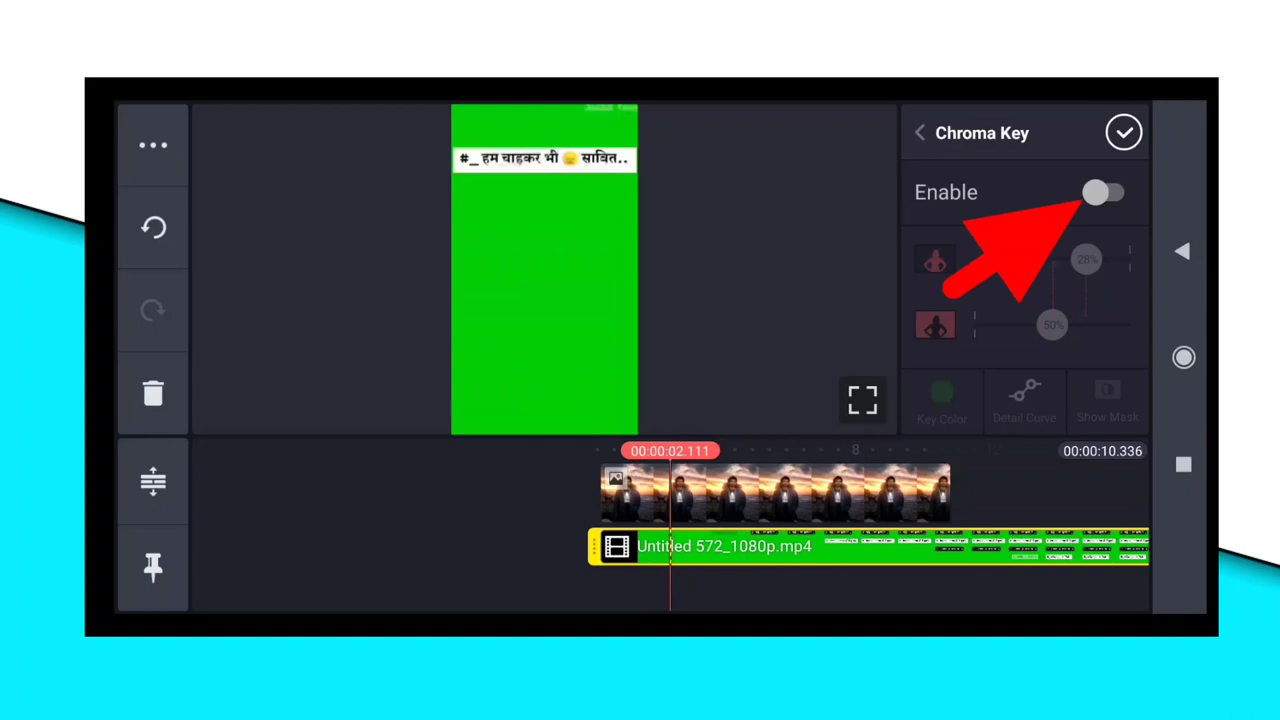 Chroma Key
#_ हम चाहकर भी 😑 साबित..
Enable
28%
50%
Key Color
Detail Curve
Show Mask
00:00:02.111
8
00:00:10.336
Untitled 572_1080p.mp4